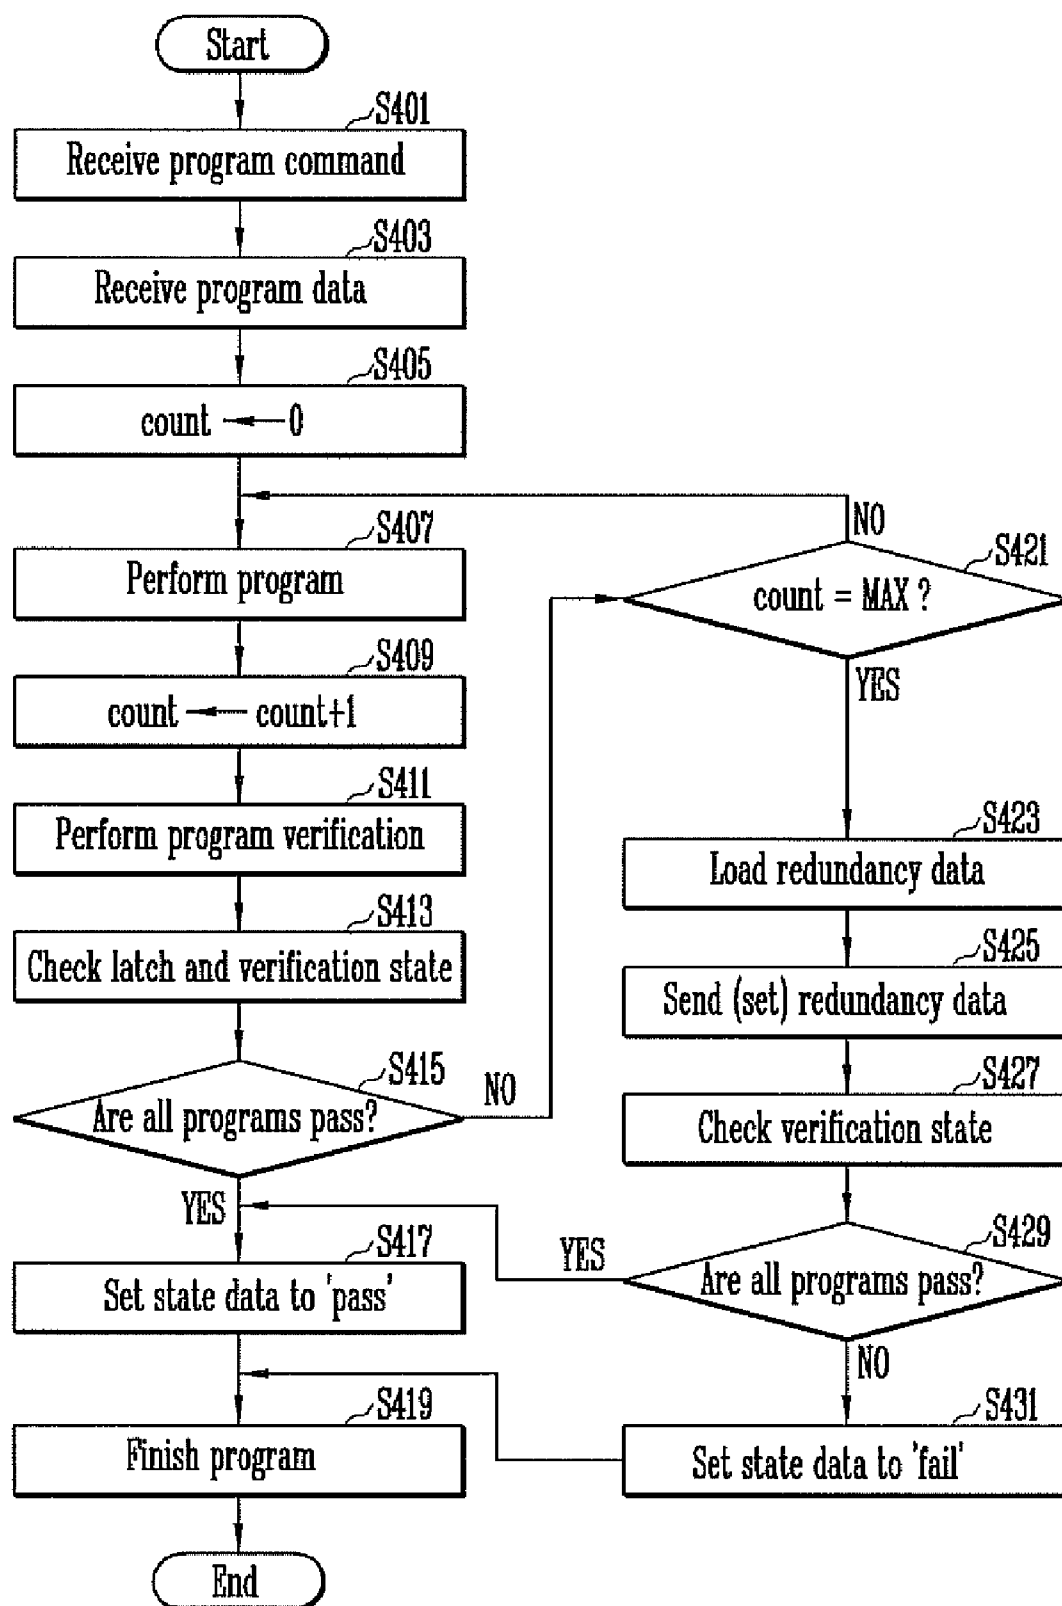 Start
S401
Receive program command
S403
Receive program data
S405
count ← 0
S407
Perform program
S409
count ← count+1
S411
Perform program verification
S413
Check latch and verification state
S415
Are all programs pass?
NO
YES
S417
Set state data to 'pass'
S419
Finish program
End
NO
S421
count = MAX ?
YES
S423
Load redundancy data
S425
Send (set) redundancy data
S427
Check verification state
S429
Are all programs pass?
YES
NO
S431
Set state data to 'fail'